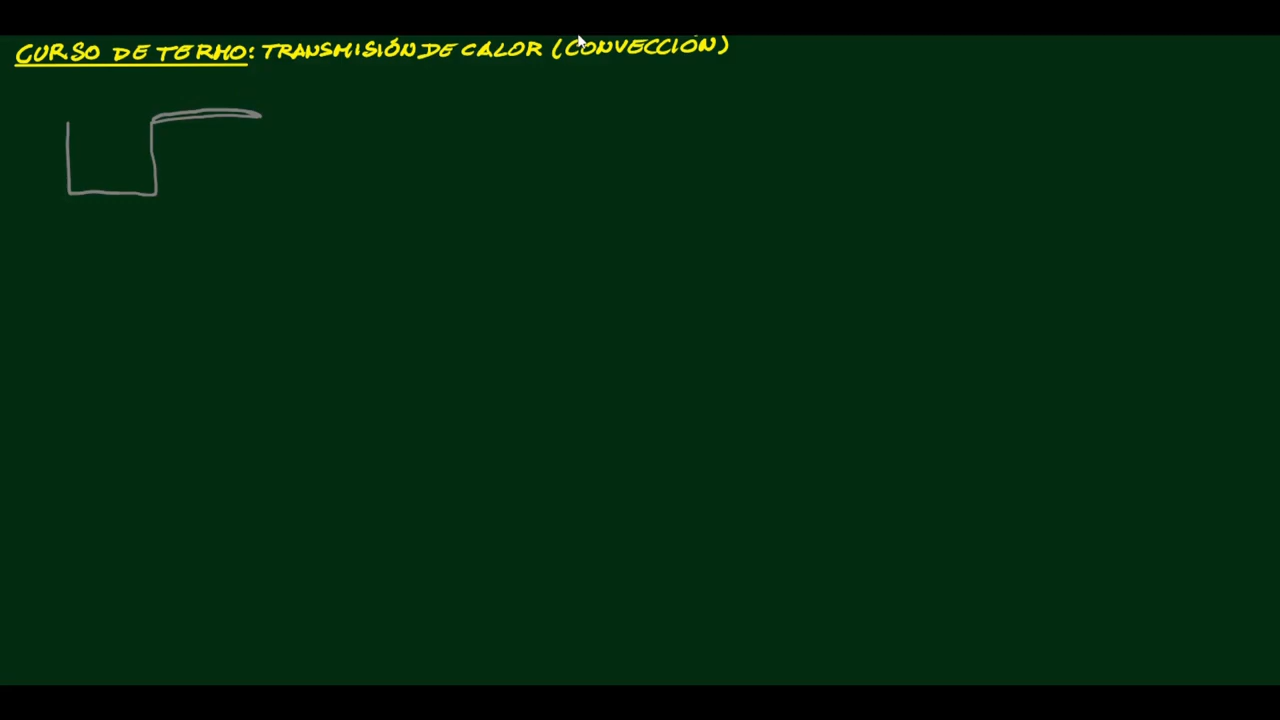 CURSO DE TERMO: TRANSMISIÓN DE CALOR (CONVECCIÓN)